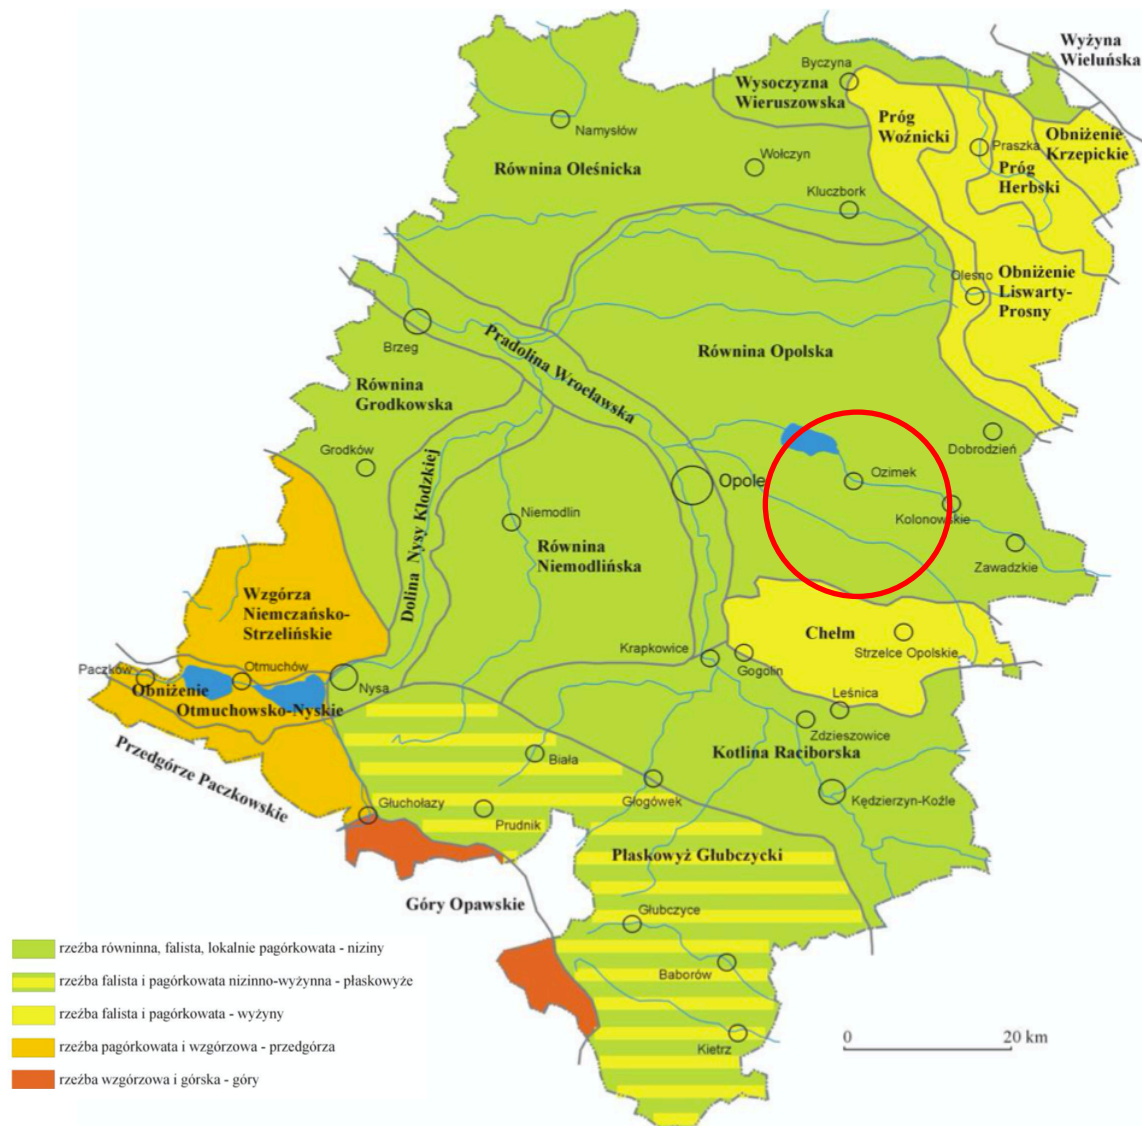 Wyżyna
Wieluńska
Byczyna
Wysoczyzna
Wieruszowska
Próg
Woźnicki
Obniżenie
Krzepickie
Namysłów
Praszka
Wołczyn
Próg
Herbski
Równina Oleśnicka
Kluczbork
Olesno
Obniżenie
Liswarty-
Prosny
Brzeg
Pradolina Wrocławska
Równina Opolska
Równina
Grodkowska
Grodków
Dobrodzień
Dolina Nysy Kłodzkiej
Opole
Ozimek
Niemodlin
Kolonowskie
Równina
Niemodlińska
Zawadzkie
Wzgórza
Niemczańsko-
Strzelińskie
Chełm
Krapkowice
Strzelce Opolskie
Gogolin
Paczków
Otmuchów
Obniżenie
Otmuchowsko-Nyskie
Nysa
Leśnica
Zdzieszowice
Przedgórze Paczkowskie
Biała
Kotlina Raciborska
Głogówek
Kędzierzyn-Koźle
Głuchołazy
Prudnik
Płaskowyż Głubczycki
Góry Opawskie
Głubczyce
Baborów
Kietrz
rzeźba równinna, falista, lokalnie pagórkowata - niziny
rzeźba falista i pagórkowata nizinno-wyżynna - płaskowyże
rzeźba falista i pagórkowata - wyżyny
rzeźba pagórkowata i wzgórzowa - przedgórza
rzeźba wzgórzowa i górska - góry
0 20 km